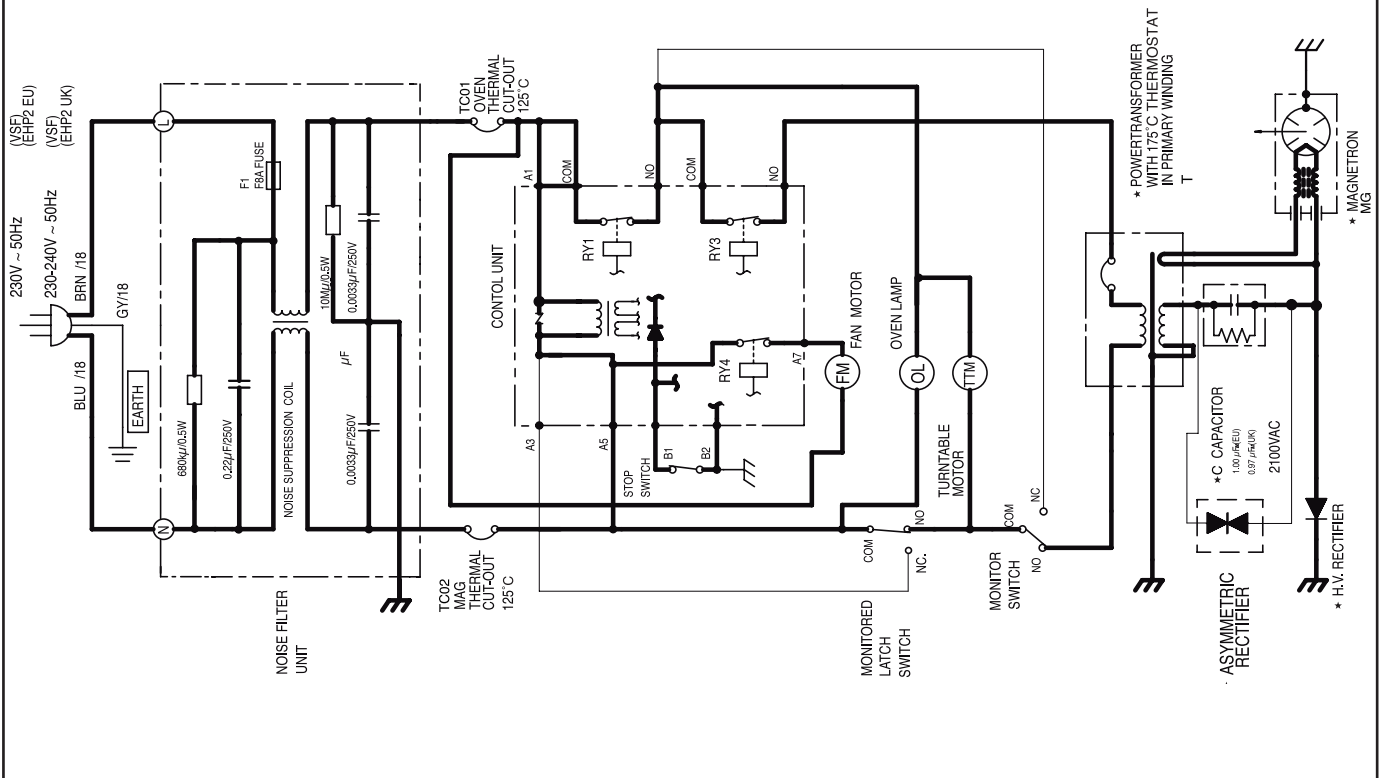 230V ~ 50Hz
(VSF)
(EHP2 EU)
230-240V ~ 50Hz
(VSF)
(EHP2 UK)
BRN /18
GY/18
BLU /18
EARTH
L
N
F1
F8A FUSE
680kµ/0.5W
0.22µF/250V
NOISE SUPPRESSION COIL
10Mµ/0.5W
0.0033µF/250V
µF
0.0033µF/250V
NOISE FILTER
UNIT
TC01
OVEN
THERMAL
CUT-OUT
125°C
TC02
MAG
THERMAL
CUT-OUT
125°C
CONTOL UNIT
A1
COM
NO
COM
NO
RY1
RY3
RY4
A7
A3
A5
STOP
SWITCH
B1
B2
FM
FAN MOTOR
OL
OVEN LAMP
TTM
TURNTABLE
MOTOR
COM
NO
NC.
MONITORED
LATCH
SWITCH
COM
NC
NO
MONITOR
SWITCH
★ POWERTRANSFORMER
WITH 175°C THERMOSTAT
IN PRIMARY WINDING
T
★ MAGNETRON
MG
★C CAPACITOR
1.00
(EU)
0.97
(UK)
2100VAC
ASYMMETRIC
RECTIFIER
★ H.V. RECTIFIER